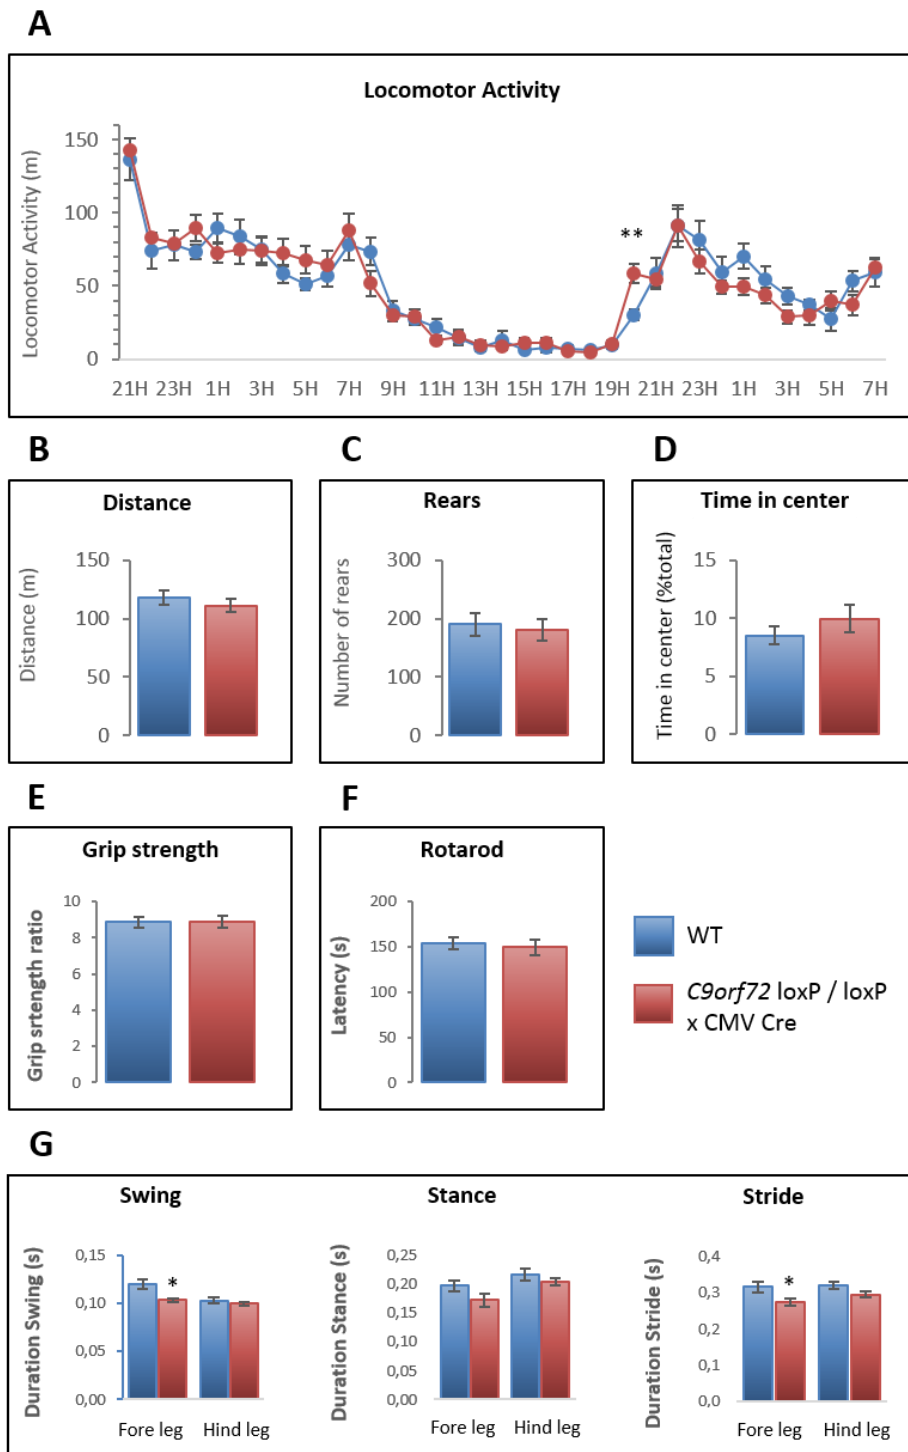 A
Locomotor Activity
Locomotor Activity (m)
150
100
50
0
**
21H 23H 1H 3H 5H 7H 9H 11H 13H 15H 17H 19H 21H 23H 1H 3H 5H 7H
B
C
D
Distance
Rears
Time in center
Distance (m)
150
100
50
0
Number of rears
300
200
100
0
Time in center (%total)
15
10
5
0
E
F
Grip strength
Rotarod
Grip srtength ratio
10
8
6
4
2
0
Latency (s)
200
150
100
50
0
WT
C9orf72 loxP / loxP
x CMV Cre
G
Swing
Stance
Stride
Duration Swing (s)
0,15
0,10
0,05
0,00
*
Fore leg Hind leg
Duration Stance (s)
0,25
0,20
0,15
0,10
0,05
0,00
Fore leg Hind leg
Duration Stride (s)
0,4
0,3
0,2
0,1
0,0
*
Fore leg Hind leg